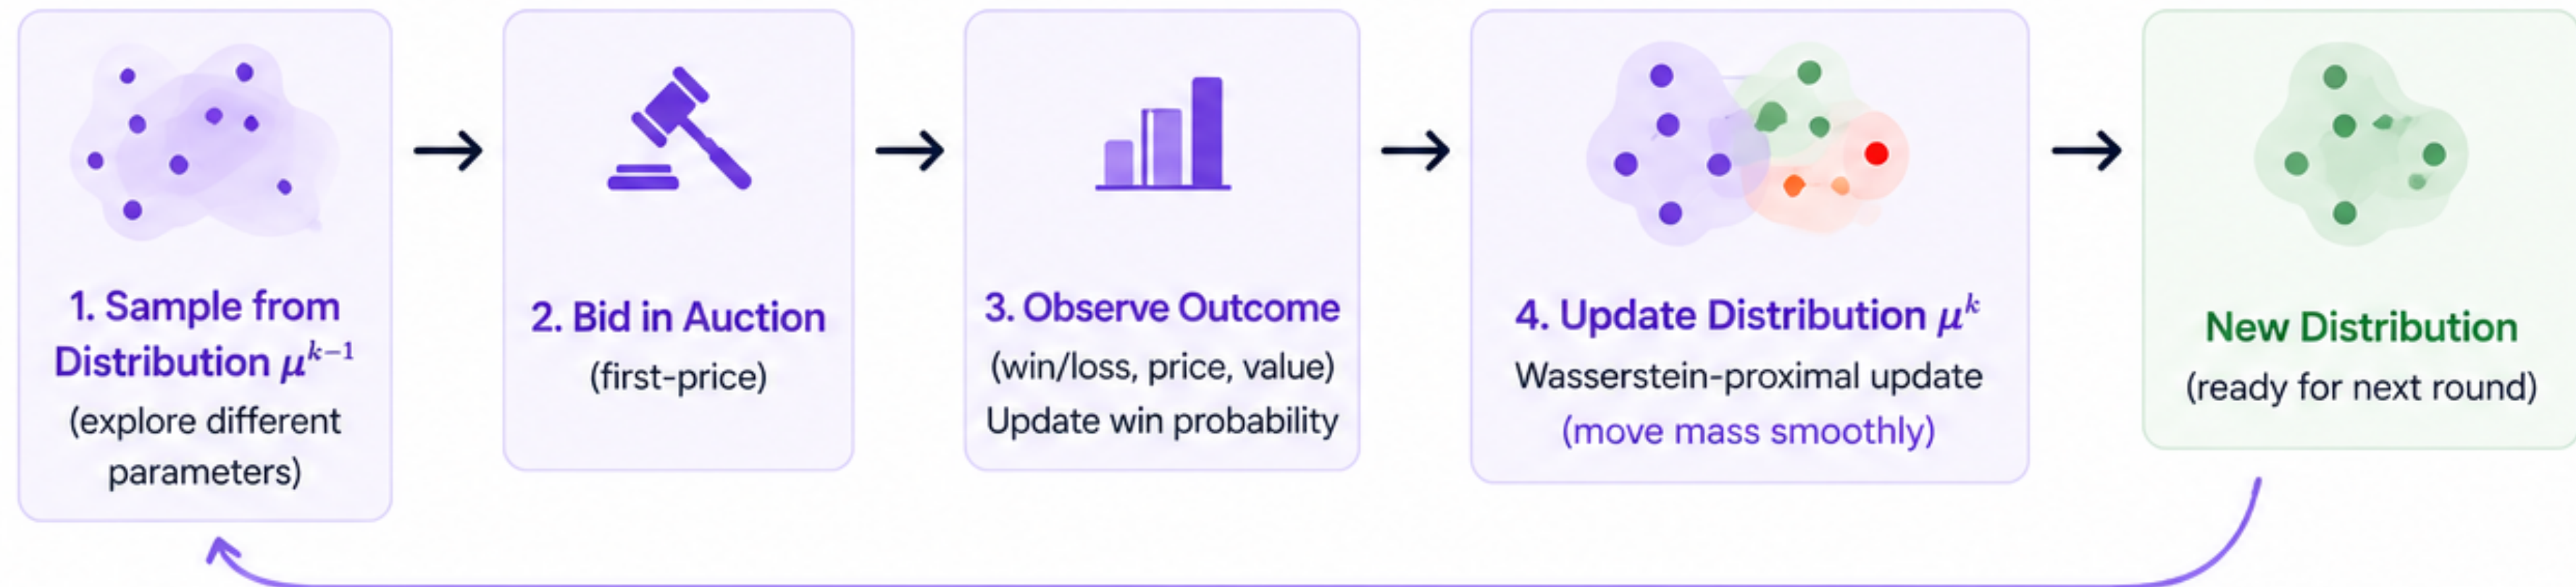 1. Sample from
Distribution μ^{k−1}
(explore different
parameters)
2. Bid in Auction
(first-price)
3. Observe Outcome
(win/loss, price, value)
Update win probability
4. Update Distribution μ^k
Wasserstein-proximal update
(move mass smoothly)
New Distribution
(ready for next round)